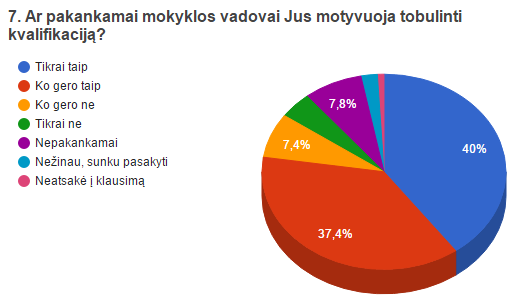 7. Ar pakankamai mokyklos vadovai Jus motyvuoja tobulinti
kvalifikaciją?
Tikrai taip
Ko gero taip
Ko gero ne
Tikrai ne
Nepakankamai
Nežinau, sunku pasakyti
Neatsakė į klausimą
7,8%
7,4%
40%
37,4%